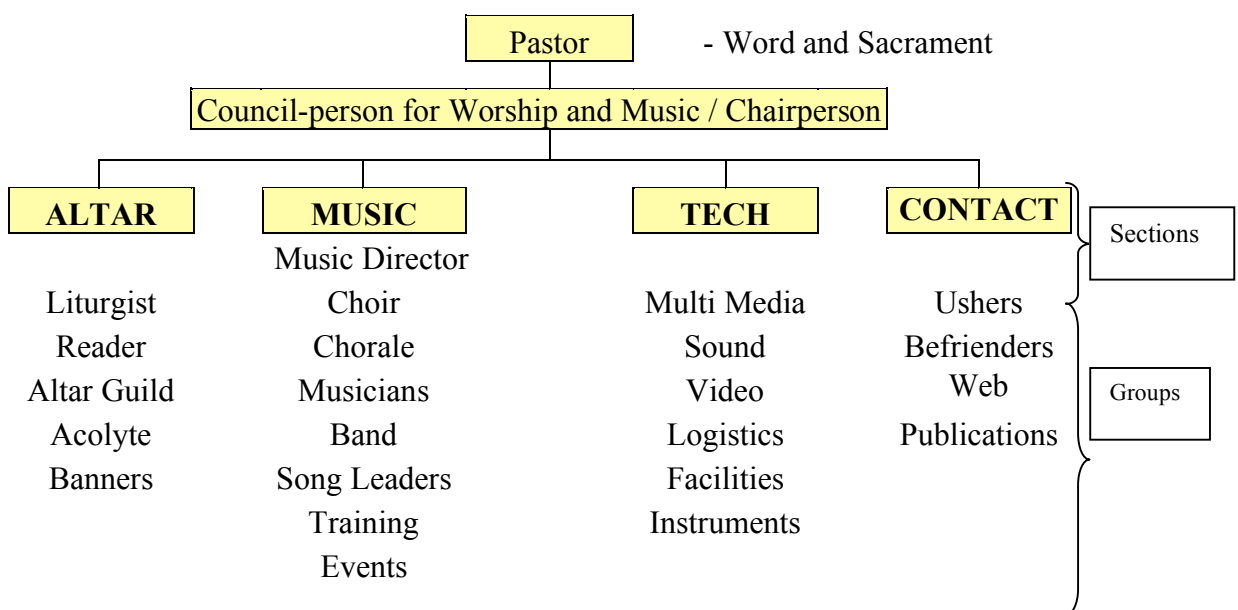 Pastor - Word and Sacrament
Council-person for Worship and Music / Chairperson
ALTAR
Liturgist
Reader
Altar Guild
Acolyte
Banners
MUSIC
Music Director
Choir
Chorale
Musicians
Band
Song Leaders
Training
Events
TECH
Multi Media
Sound
Video
Logistics
Facilities
Instruments
CONTACT
Ushers
Befrienders
Web
Publications
Sections
Groups